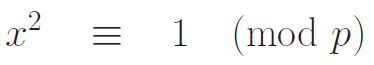 x² ≡ 1 (mod p)